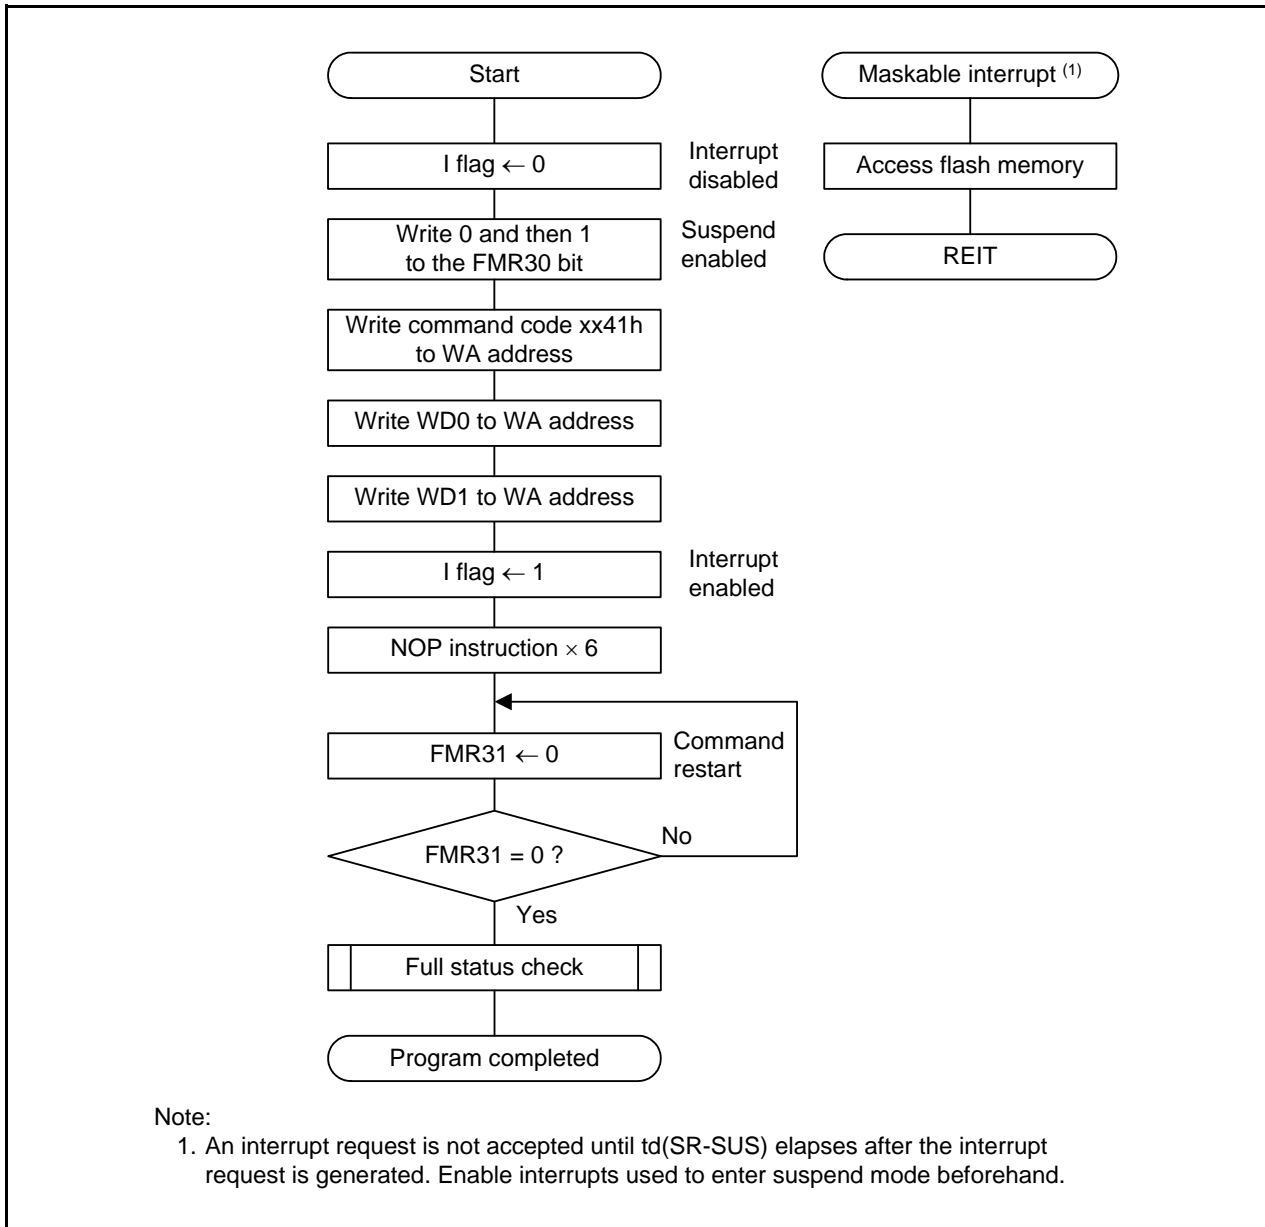 Start
I flag ← 0
Interrupt
disabled
Write 0 and then 1
to the FMR30 bit
Suspend
enabled
Write command code xx41h
to WA address
Write WD0 to WA address
Write WD1 to WA address
I flag ← 1
Interrupt
enabled
NOP instruction × 6
FMR31 ← 0
Command
restart
FMR31 = 0 ?
No
Yes
Full status check
Program completed
Maskable interrupt (1)
Access flash memory
REIT
Note:
1. An interrupt request is not accepted until td(SR-SUS) elapses after the interrupt
request is generated. Enable interrupts used to enter suspend mode beforehand.